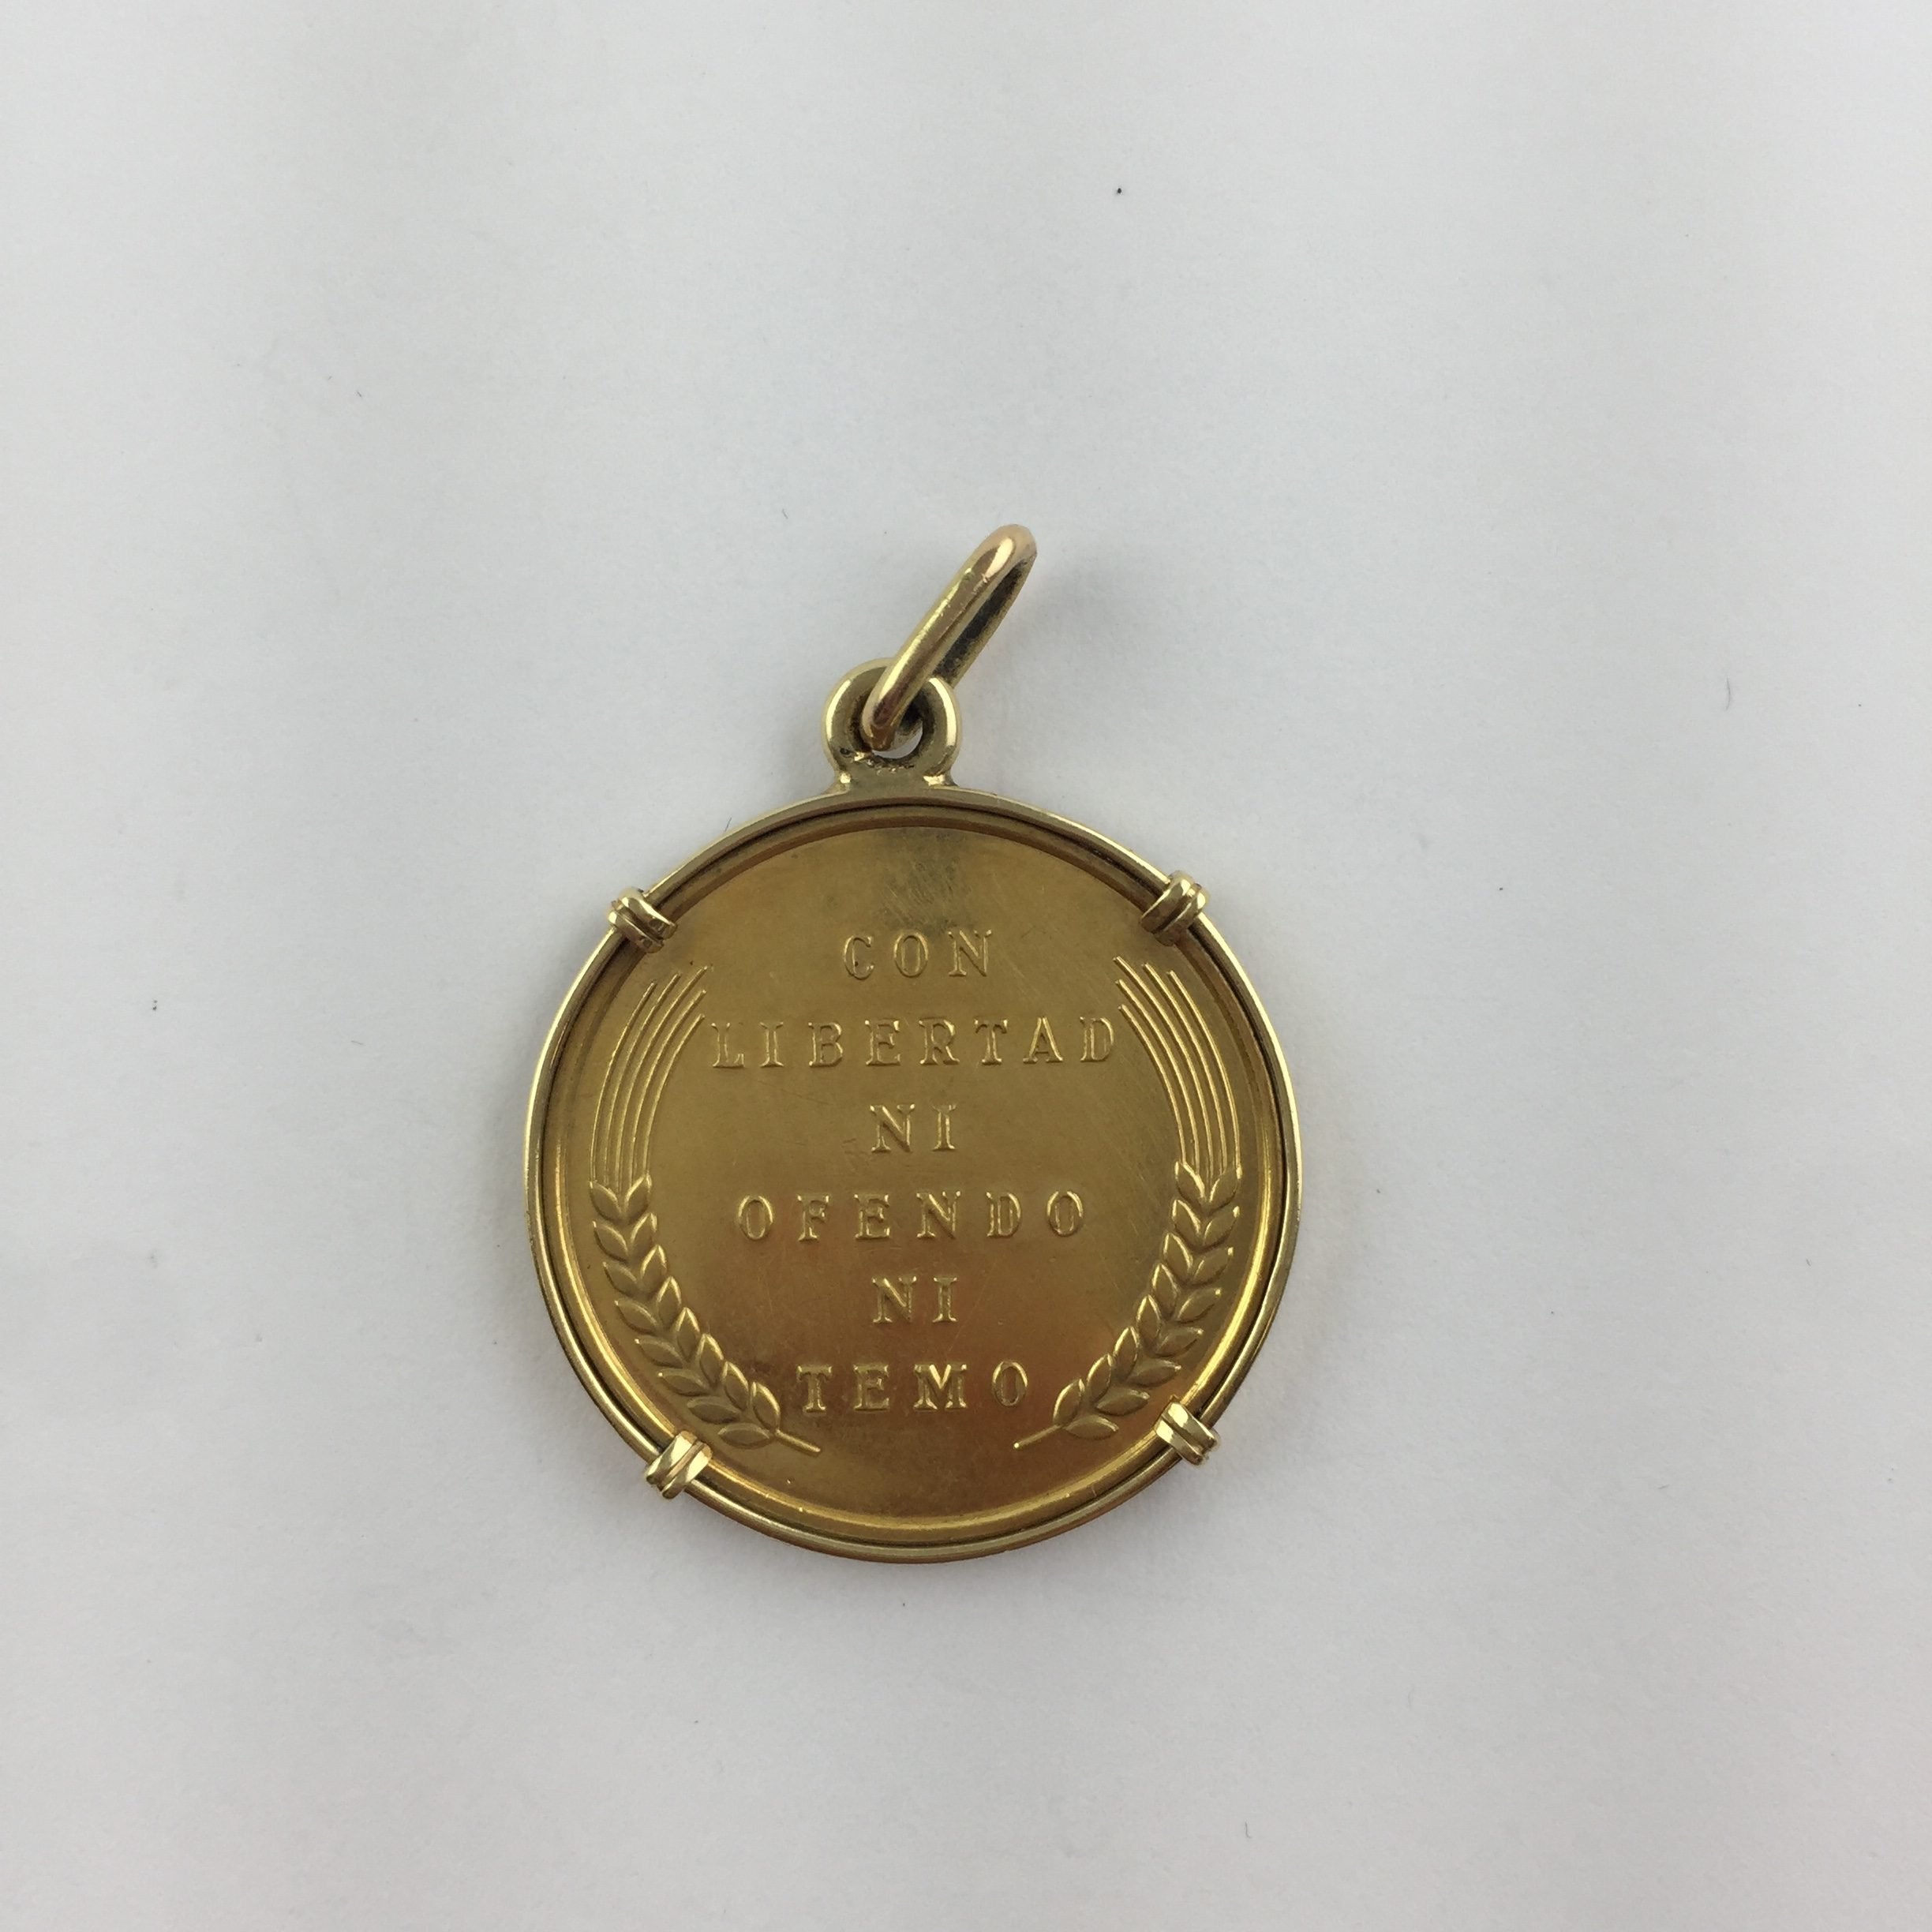 CON
LIBERTAD
NI
OFENDO
NI
TEMO